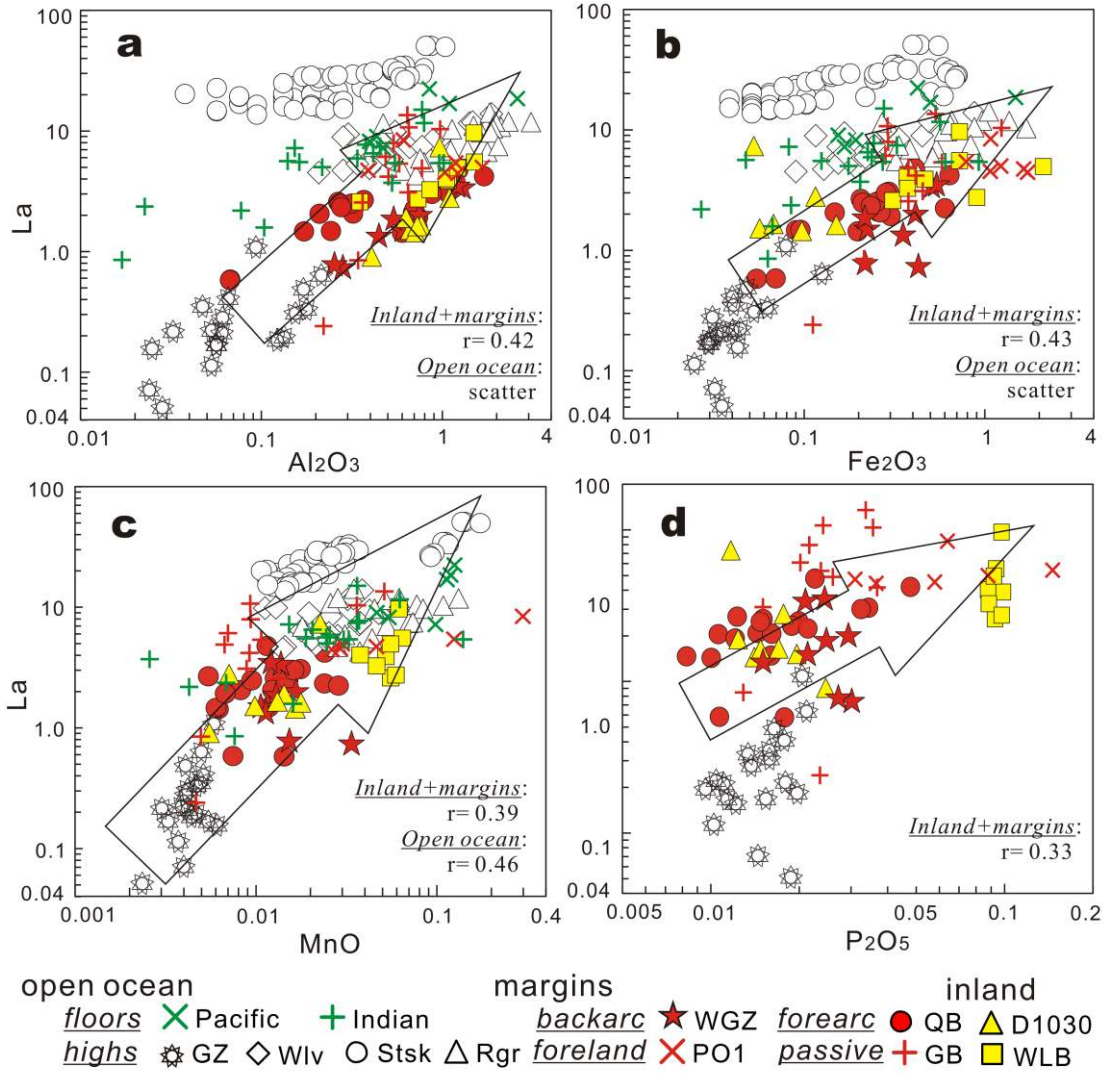 a
La
100
10
1.0
0.1
0.04
Inland+margins:
r= 0.42
Open ocean:
scatter
0.01
0.1
1
4
Al2O3
b
100
10
1.0
0.1
0.04
Inland+margins:
r= 0.43
Open ocean:
scatter
0.01
0.1
1
4
Fe2O3
c
La
100
10
1.0
0.1
0.04
Inland+margins:
r= 0.39
Open ocean:
r= 0.46
0.001
0.01
0.1
0.4
MnO
d
100
10
1.0
0.1
0.04
Inland+margins:
r= 0.33
0.005
0.01
0.05
0.1
0.2
P2O5
open ocean margins inland
floors Pacific Indian backarc WGZ forearc QB D1030
highs GZ Wlv Stsk Rgr foreland PO1 passive GB WLB